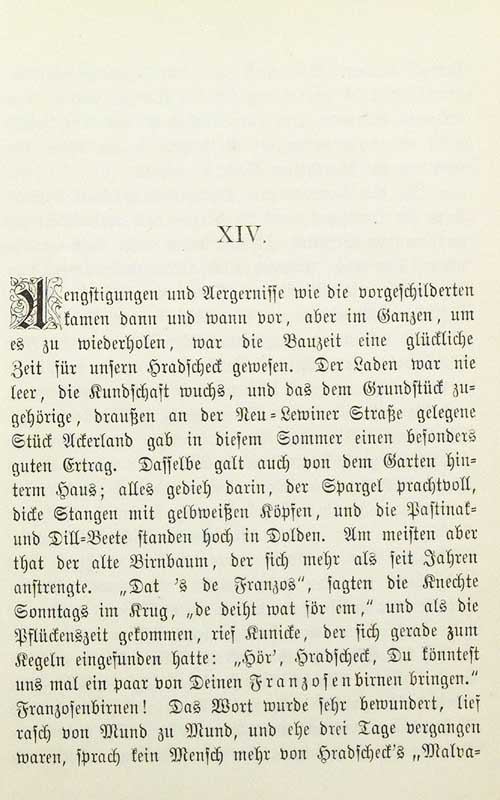 XIV.
Aengstigungen und Aergernisse wie die vorgeschilderten
kamen dann und wann vor, aber im Ganzen, um
es zu wiederholen, war die Bauzeit eine glückliche
Zeit für unsern Hradscheck gewesen. Der Laden war nie
leer, die Kundschaft wuchs, und das dem Grundstück zu-
gehörige, draußen an der Neu-Lewiner Straße gelegene
Stück Ackerland gab in diesem Sommer einen besonders
guten Ertrag. Dasselbe galt auch von dem Garten hin-
term Haus; alles gedieh darin, der Spargel prachtvoll,
dicke Stangen mit gelbweißen Köpfen, und die Pastinak-
und Dill-Beete standen hoch in Dolden. Am meisten aber
that der alte Birnbaum, der sich mehr als seit Jahren
anstrengte. „Dat 's de Franzos“, sagten die Knechte
Sonntags im Krug, „de deiht wat för em,“ und als die
Pflückenszeit gekommen, rief Kunicke, der sich gerade zum
Kegeln eingefunden hatte: „Hör', Hradscheck, Du könntest
uns mal ein paar von Deinen Franzosenbirnen bringen.“
Franzosenbirnen! Das Wort wurde sehr bewundert, lief
rasch von Mund zu Mund, und ehe drei Tage vergangen
waren, sprach kein Mensch mehr von Hradscheck's „Malva-